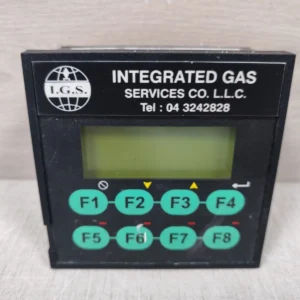 I.G.S.
INTEGRATED GAS
SERVICES CO. L.L.C.
Tel : 04 3242828
F1 F2 F3 F4
F5 F6 F7 F8